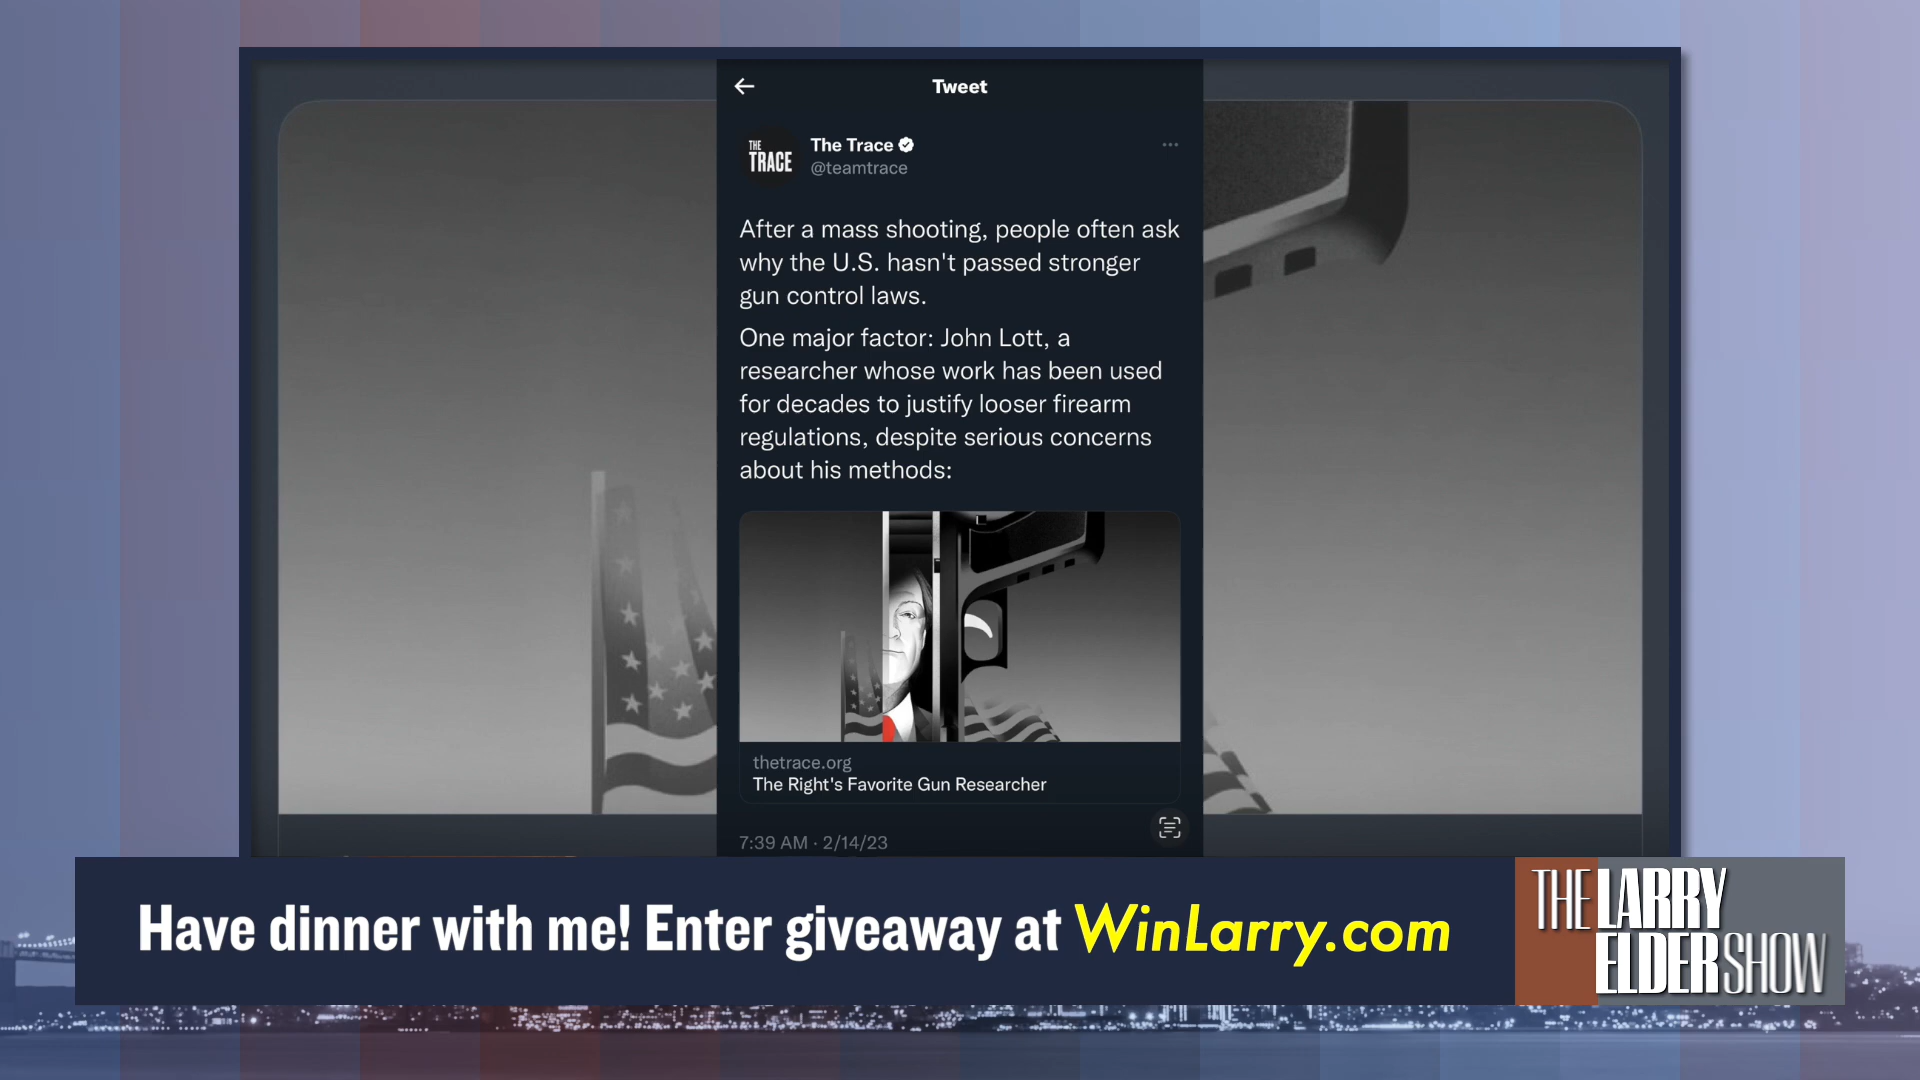 Tweet
THE
TRACE
The Trace
@teamtrace
After a mass shooting, people often ask
why the U.S. hasn't passed stronger
gun control laws.
One major factor: John Lott, a
researcher whose work has been used
for decades to justify looser firearm
regulations, despite serious concerns
about his methods:
thetrace.org
The Right's Favorite Gun Researcher
7:39 AM · 2/14/23
Have dinner with me! Enter giveaway at WinLarry.com
THE LARRY
ELDER SHOW